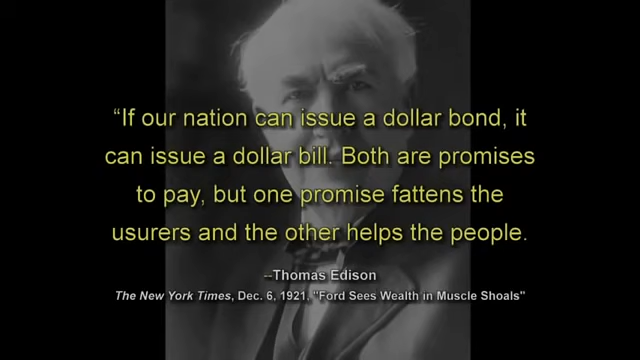 “If our nation can issue a dollar bond, it
can issue a dollar bill. Both are promises
to pay, but one promise fattens the
usurers and the other helps the people.
--Thomas Edison
The New York Times, Dec. 6, 1921, "Ford Sees Wealth in Muscle Shoals"